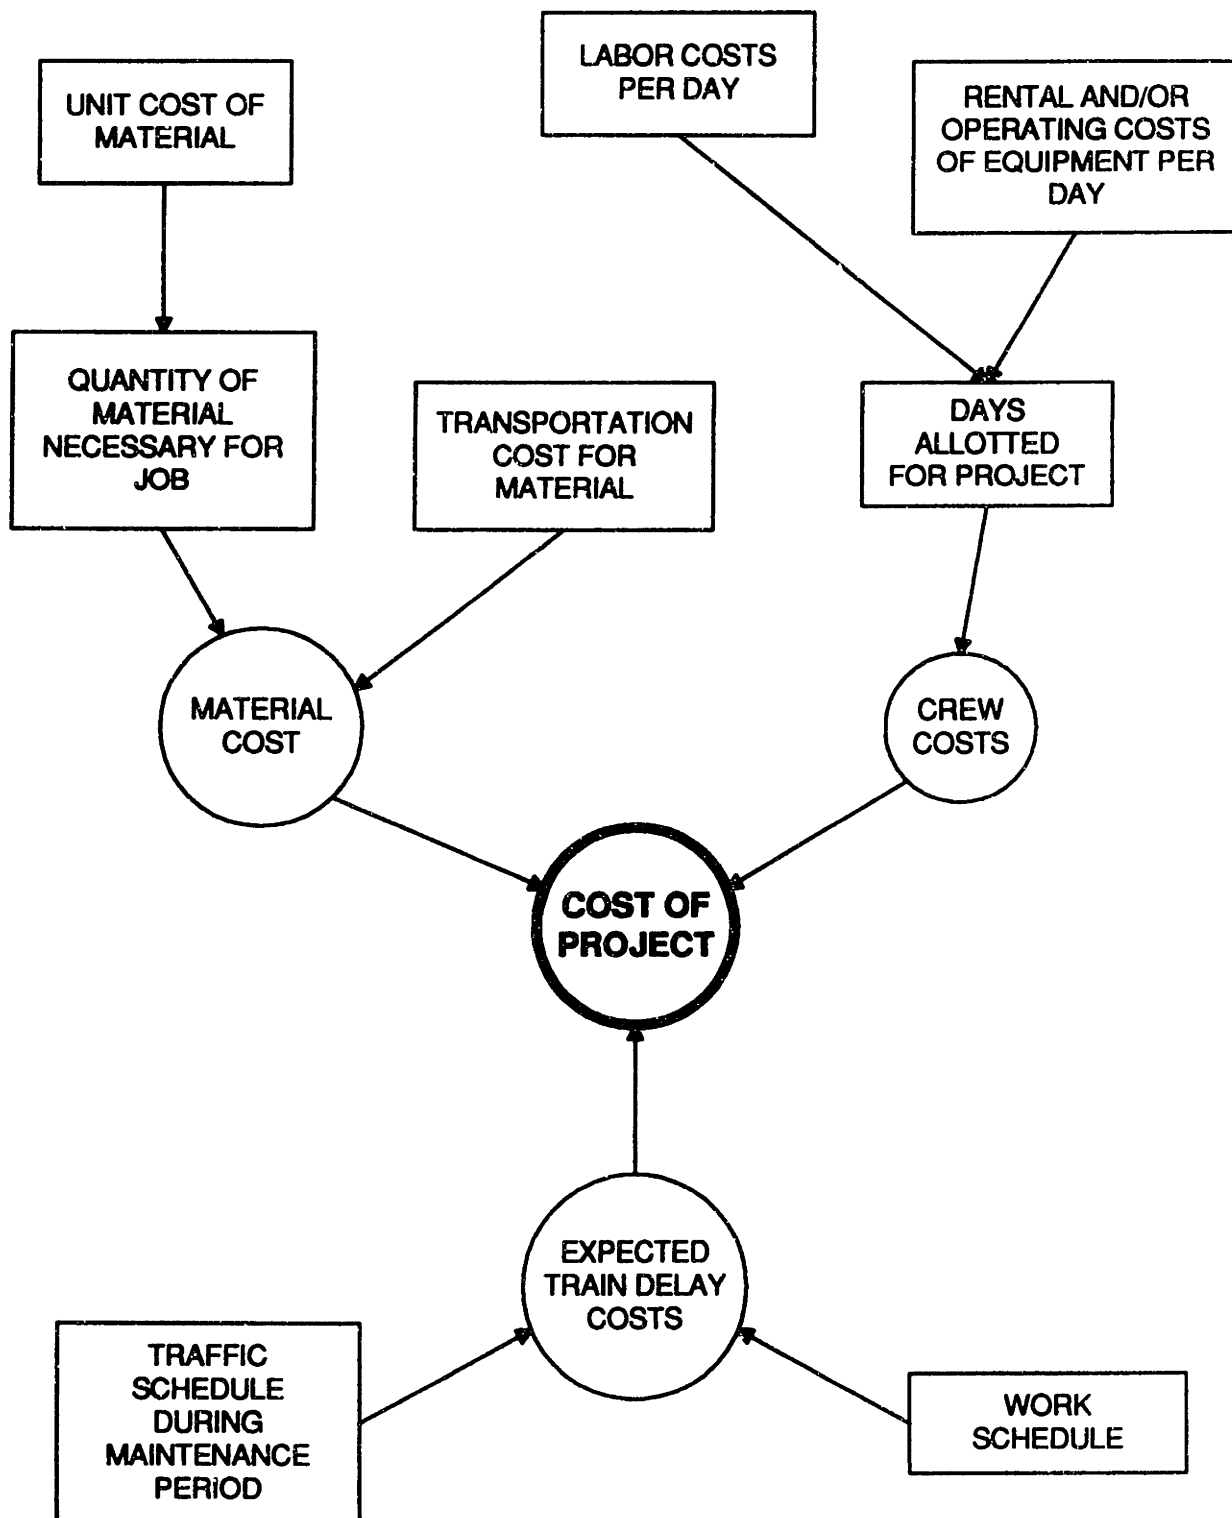 LABOR COSTS
PER DAY
UNIT COST OF
MATERIAL
RENTAL AND/OR
OPERATING COSTS
OF EQUIPMENT PER
DAY
QUANTITY OF
MATERIAL
NECESSARY FOR
JOB
TRANSPORTATION
COST FOR
MATERIAL
DAYS
ALLOTTED
FOR PROJECT
MATERIAL
COST
CREW
COSTS
COST OF
PROJECT
EXPECTED
TRAIN DELAY
COSTS
TRAFFIC
SCHEDULE
DURING
MAINTENANCE
PERIOD
WORK
SCHEDULE